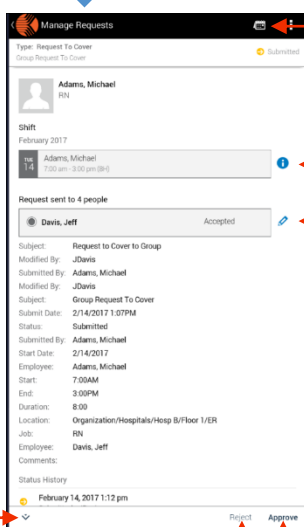 Manage Requests
Type: Request To Cover
Group Request To Cover
Submitted
Adams, Michael
RN
Shift
February 2017
TUE
14
Adams, Michael
7:00 am - 3:00 pm [8H]
Request sent to 4 people
Davis, Jeff
Accepted
Subject: Request to Cover to Group
Modified By: JDavis
Submitted By: Adams, Michael
Modified By: JDavis
Subject: Group Request To Cover
Submit Date: 2/14/2017 1:07PM
Status: Submitted
Submitted By: Adams, Michael
Start Date: 2/14/2017
Employee: Adams, Michael
Start: 7:00AM
End: 3:00PM
Duration: 8:00
Location: Organization/Hospitals/Hosp B/Floor 1/ER
Job: RN
Employee: Davis, Jeff
Comments:
Status History
February 14, 2017 1:12 pm
Reject Approve